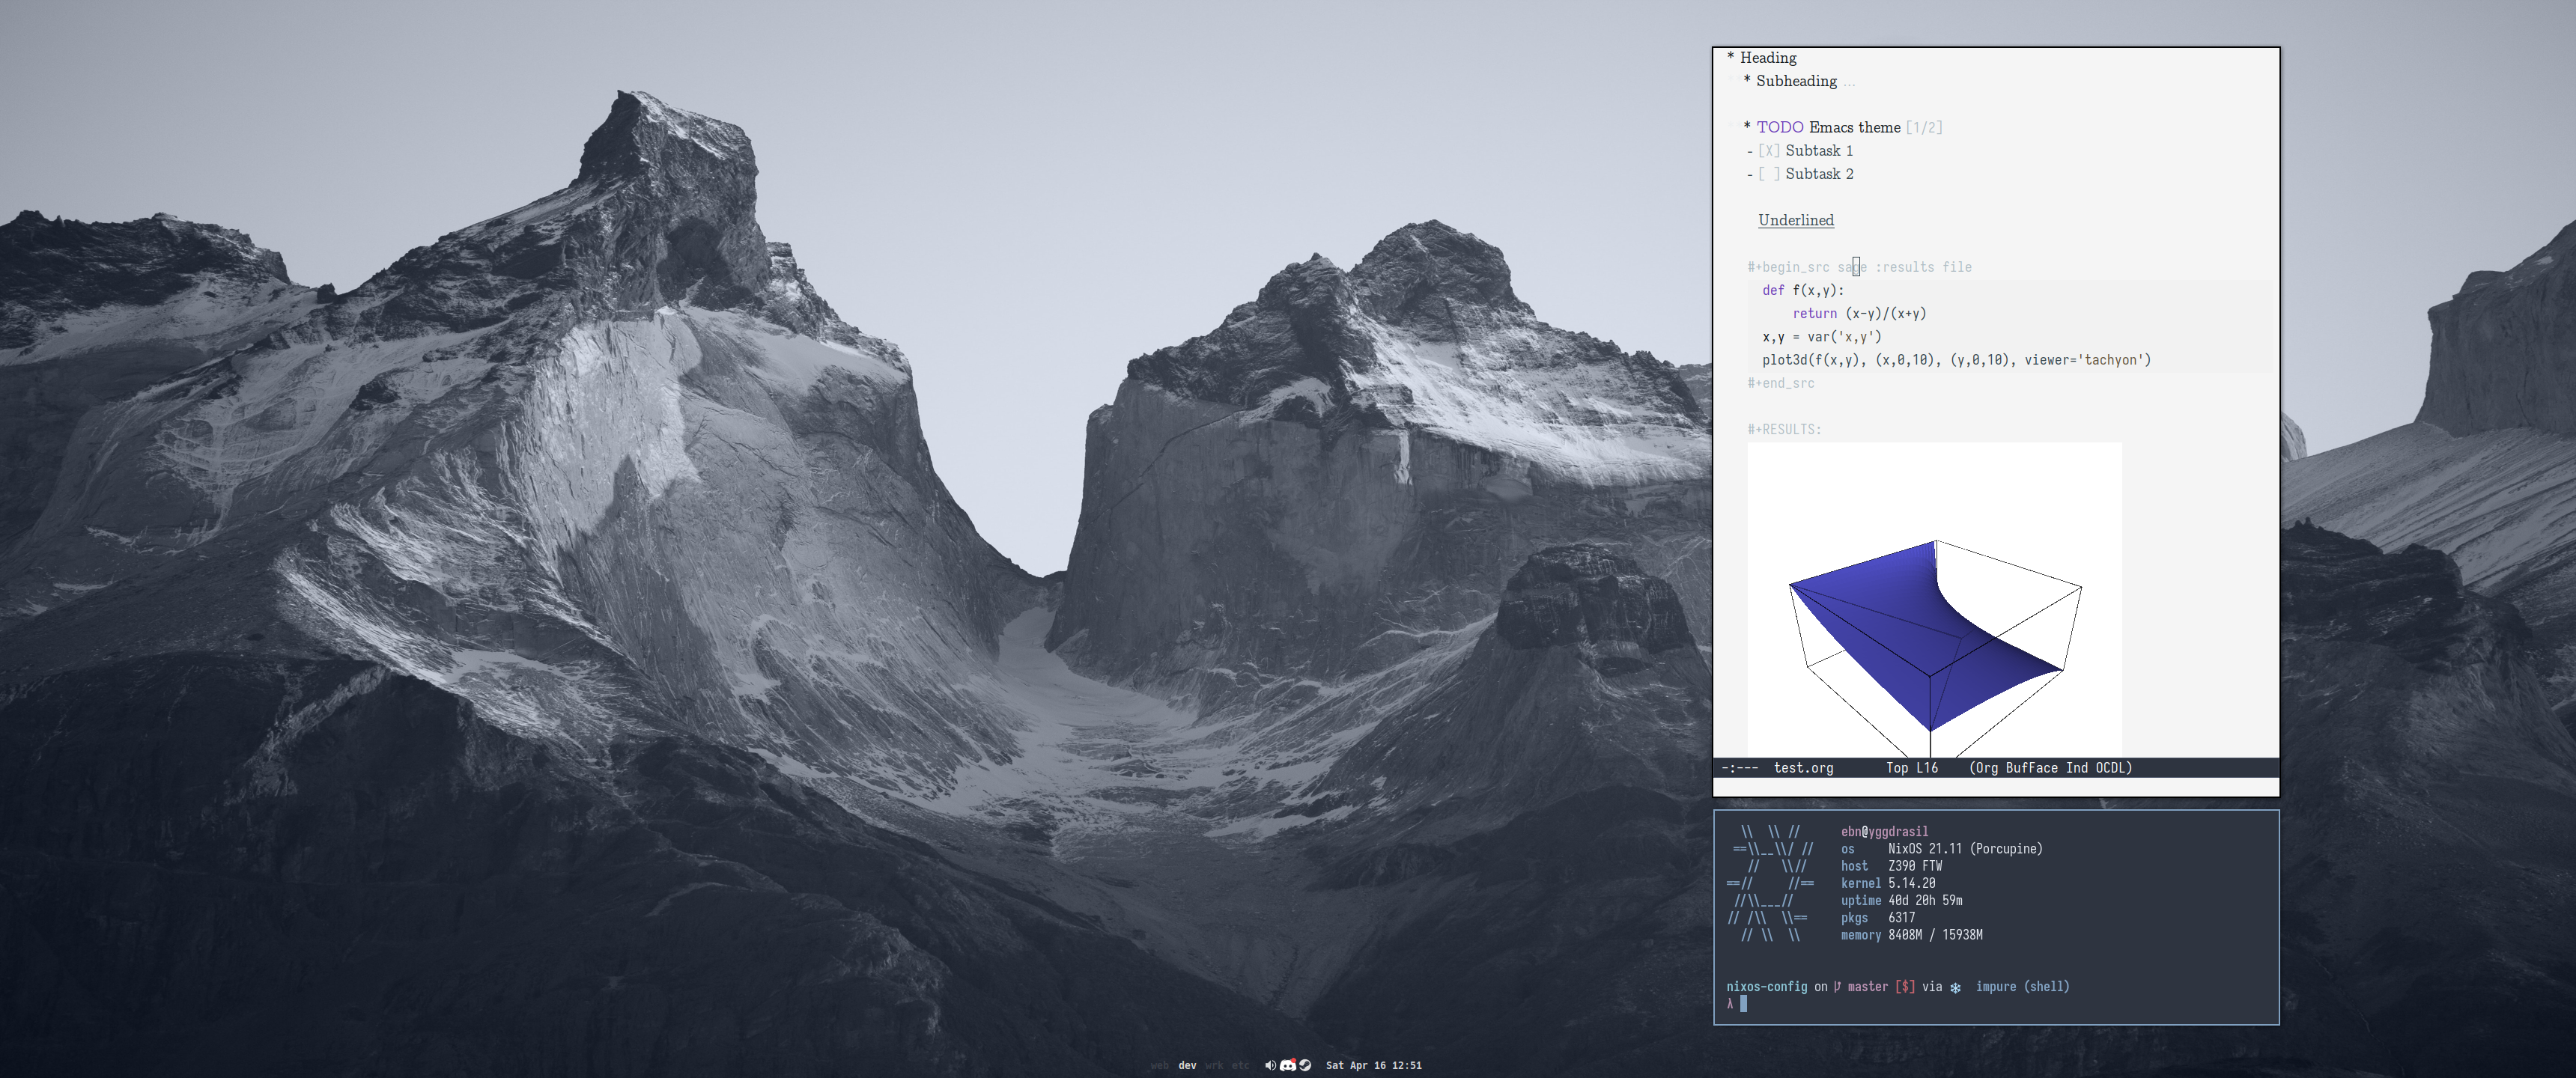 * Heading
* Subheading ...
* TODO Emacs theme [1/2]
- [X] Subtask 1
- [ ] Subtask 2
Underlined
#+begin_src sage :results file
def f(x,y):
    return (x-y)/(x+y)
x,y = var('x,y')
plot3d(f(x,y), (x,0,10), (y,0,10), viewer='tachyon')
#+end_src
#+RESULTS:
-:---  test.org       Top L16    (Org BufFace Ind OCDL)
ebn@yggdrasil
os     NixOS 21.11 (Porcupine)
host   Z390 FTW
kernel 5.14.20
uptime 40d 20h 59m
pkgs   6317
memory 8408M / 15938M
nixos-config on master [$] via ❄ impure (shell)
λ
web dev wrk etc Sat Apr 16 12:51